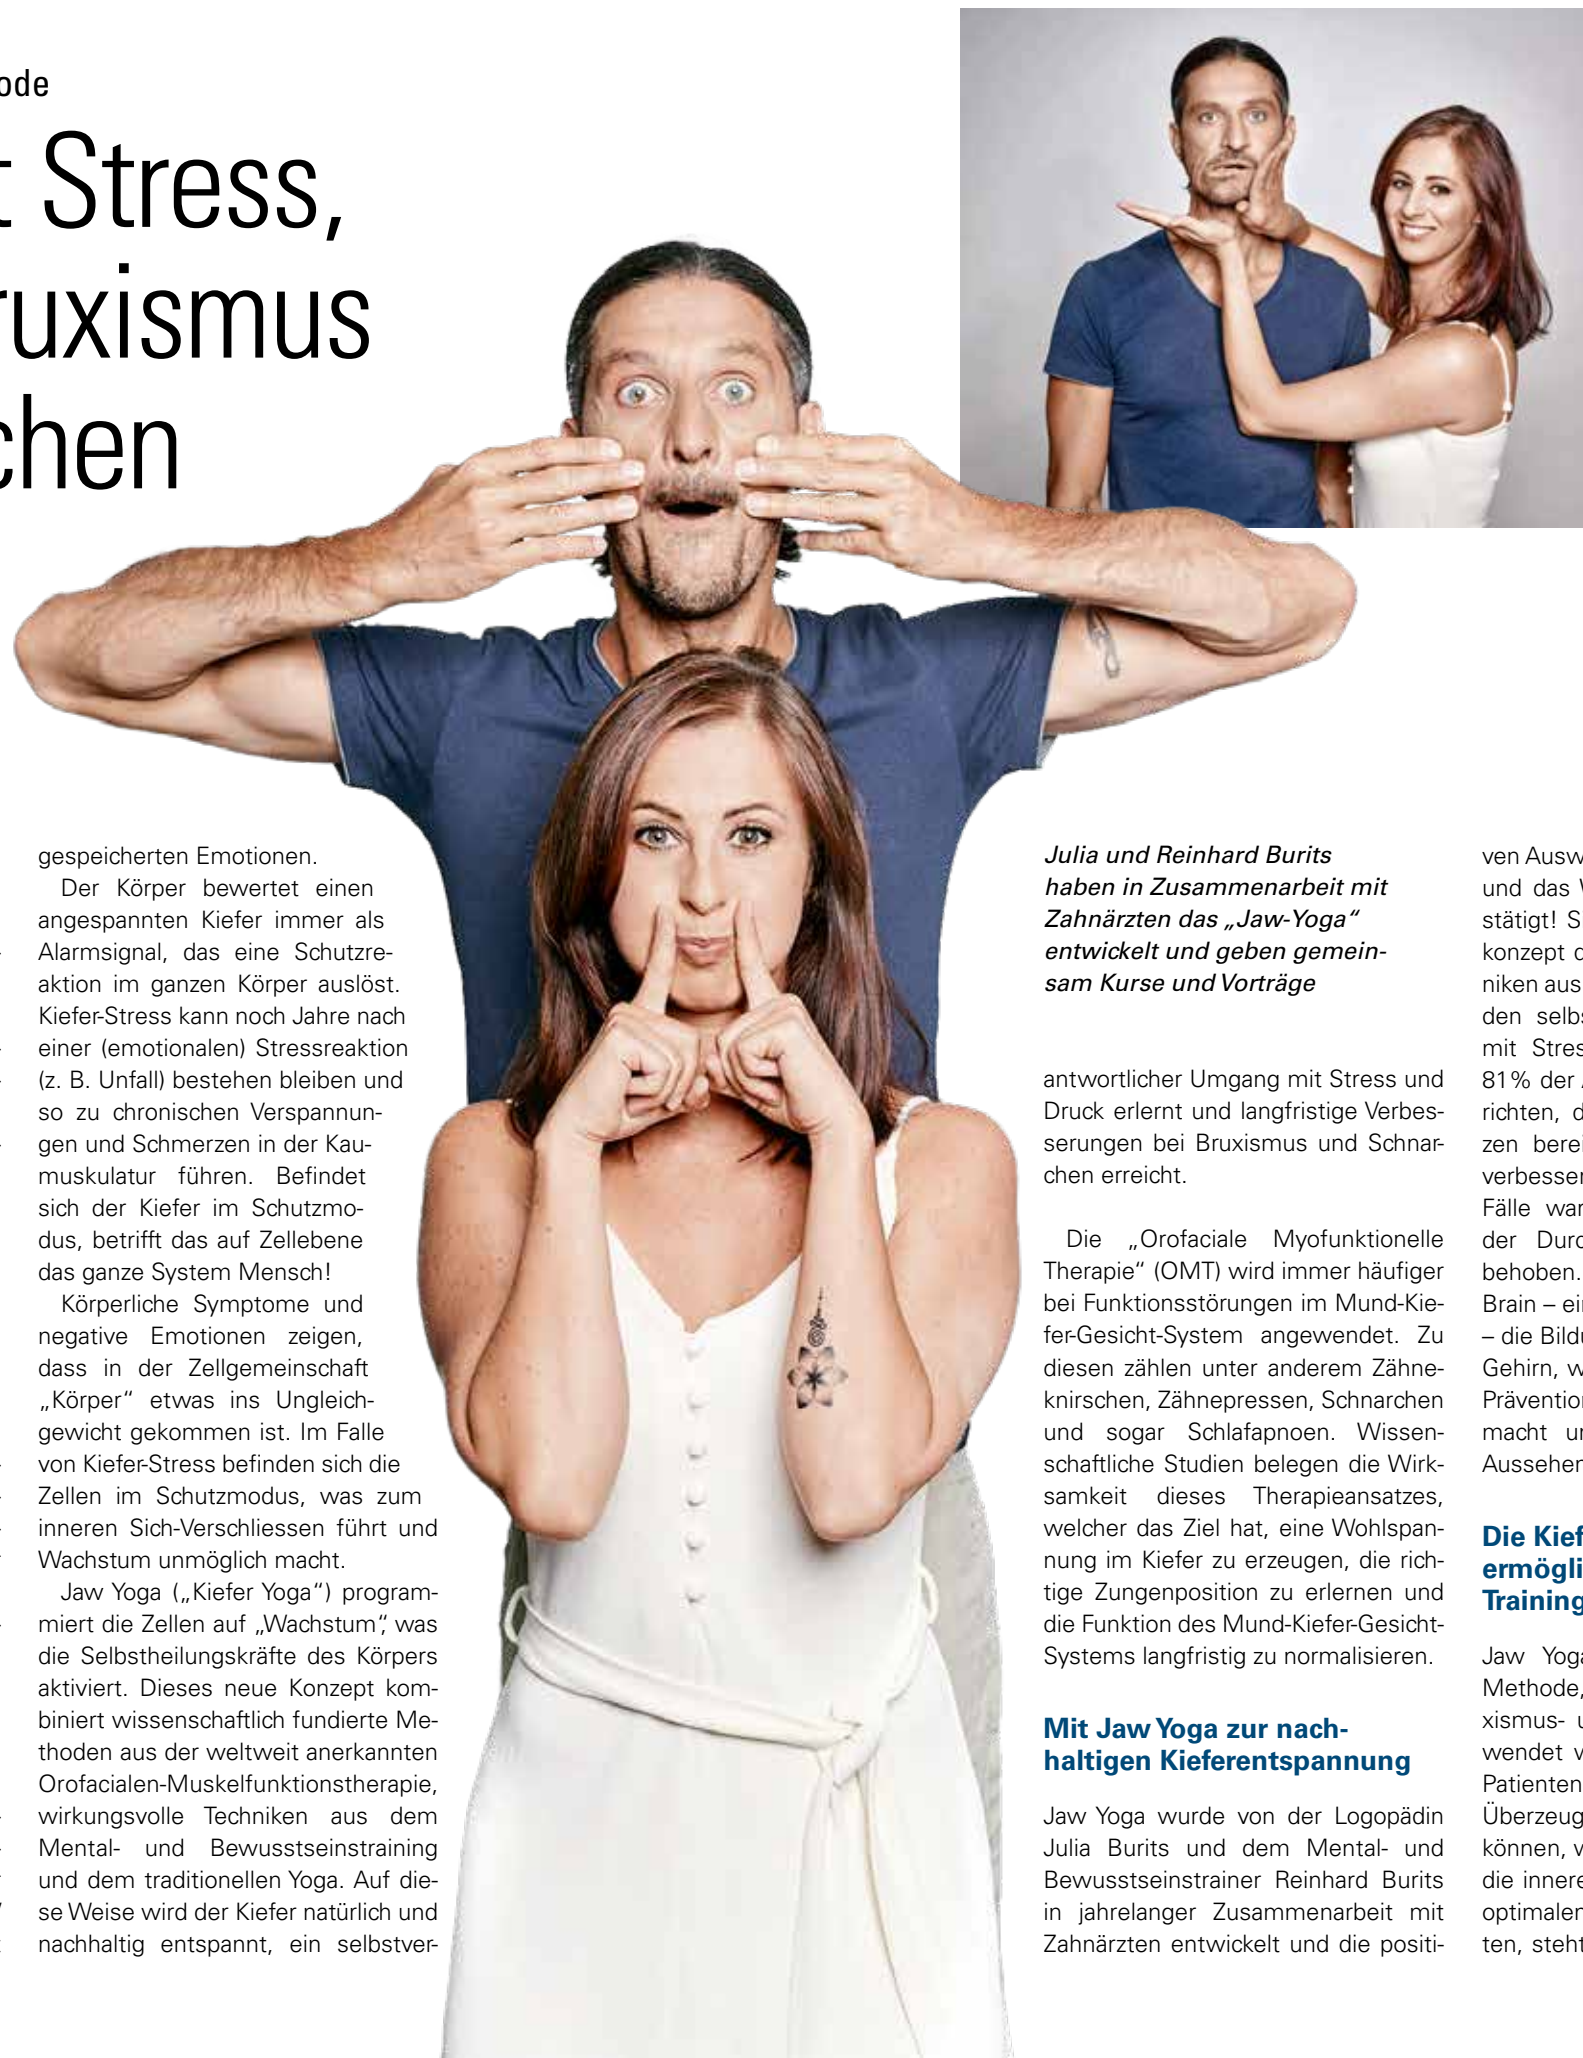 ode
t Stress,
ruxismus
chen
gespeicherten Emotionen.
Der Körper bewertet einen
angespannten Kiefer immer als
Alarmsignal, das eine Schutzre-
aktion im ganzen Körper auslöst.
Kiefer-Stress kann noch Jahre nach
einer (emotionalen) Stressreaktion
(z. B. Unfall) bestehen bleiben und
so zu chronischen Verspannun-
gen und Schmerzen in der Kau-
muskulatur führen. Befindet
sich der Kiefer im Schutzmo-
dus, betrifft das auf Zellebene
das ganze System Mensch!
Körperliche Symptome und
negative Emotionen zeigen,
dass in der Zellgemeinschaft
„Körper“ etwas ins Ungleich-
gewicht gekommen ist. Im Falle
von Kiefer-Stress befinden sich die
Zellen im Schutzmodus, was zum
inneren Sich-Verschliessen führt und
Wachstum unmöglich macht.
Jaw Yoga („Kiefer Yoga“) program-
miert die Zellen auf „Wachstum“, was
die Selbstheilungskräfte des Körpers
aktiviert. Dieses neue Konzept kom-
biniert wissenschaftlich fundierte Me-
thoden aus der weltweit anerkannten
Orofacialen-Muskelfunktionstherapie,
wirkungsvolle Techniken aus dem
Mental- und Bewusstseinstraining
und dem traditionellen Yoga. Auf die-
se Weise wird der Kiefer natürlich und
nachhaltig entspannt, ein selbstver-
Julia und Reinhard Burits
haben in Zusammenarbeit mit
Zahnärzten das „Jaw-Yoga“
entwickelt und geben gemein-
sam Kurse und Vorträge
antwortlicher Umgang mit Stress und
Druck erlernt und langfristige Verbes-
serungen bei Bruxismus und Schnar-
chen erreicht.
Die „Orofaciale Myofunktionelle
Therapie“ (OMT) wird immer häufiger
bei Funktionsstörungen im Mund-Kie-
fer-Gesicht-System angewendet. Zu
diesen zählen unter anderem Zähne-
knirschen, Zähnepressen, Schnarchen
und sogar Schlafapnoen. Wissen-
schaftliche Studien belegen die Wirk-
samkeit dieses Therapieansatzes,
welcher das Ziel hat, eine Wohlspan-
nung im Kiefer zu erzeugen, die rich-
tige Zungenposition zu erlernen und
die Funktion des Mund-Kiefer-Gesicht-
Systems langfristig zu normalisieren.
Mit Jaw Yoga zur nach-
haltigen Kieferentspannung
Jaw Yoga wurde von der Logopädin
Julia Burits und dem Mental- und
Bewusstseinstrainer Reinhard Burits
in jahrelanger Zusammenarbeit mit
Zahnärzten entwickelt und die positi-
ven Ausw
und das
stätigt! S
konzept d
niken aus
den selbs
mit Stres
81% der
richten, d
zen berei
verbesser
Fälle war
der Durc
behoben.
Brain – ei
– die Bildu
Gehirn, w
Prävention
macht un
Aussehen
Die Kief
ermögli
Training
Jaw Yoga
Methode,
xismus- u
wendet w
Patienten
Überzeug
können, w
die innere
optimaler
ten, steht